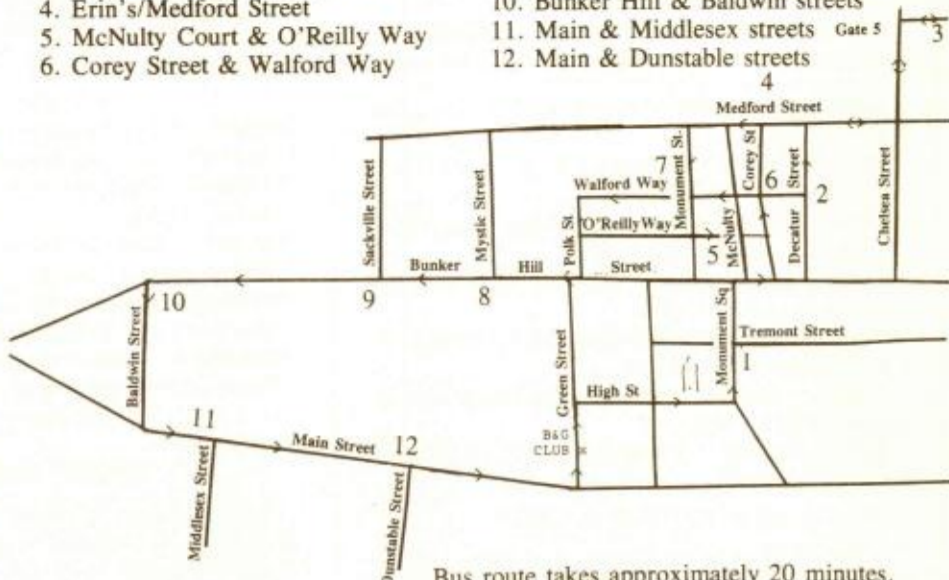 4. Erin's/Medford Street
5. McNulty Court & O'Reilly Way
6. Corey Street & Walford Way
10. Bunker Hill & Baldwin streets
11. Main & Middlesex streets
12. Main & Dunstable streets
Gate 5
3
4
Medford Street
Sackville Street
Mystic Street
Polk St
Walford Way
7
Monument St.
O'Reilly Way
McNulty
5
Corey St
6
Decatur Street
2
Chelsea Street
Bunker Hill Street
10
9
8
Baldwin Street
Green Street
Monument Sq
Tremont Street
1
High St
B&G
CLUB x
11
Main Street
12
Middlesex Street
Dunstable Street
Bus route takes approximately 20 minutes.